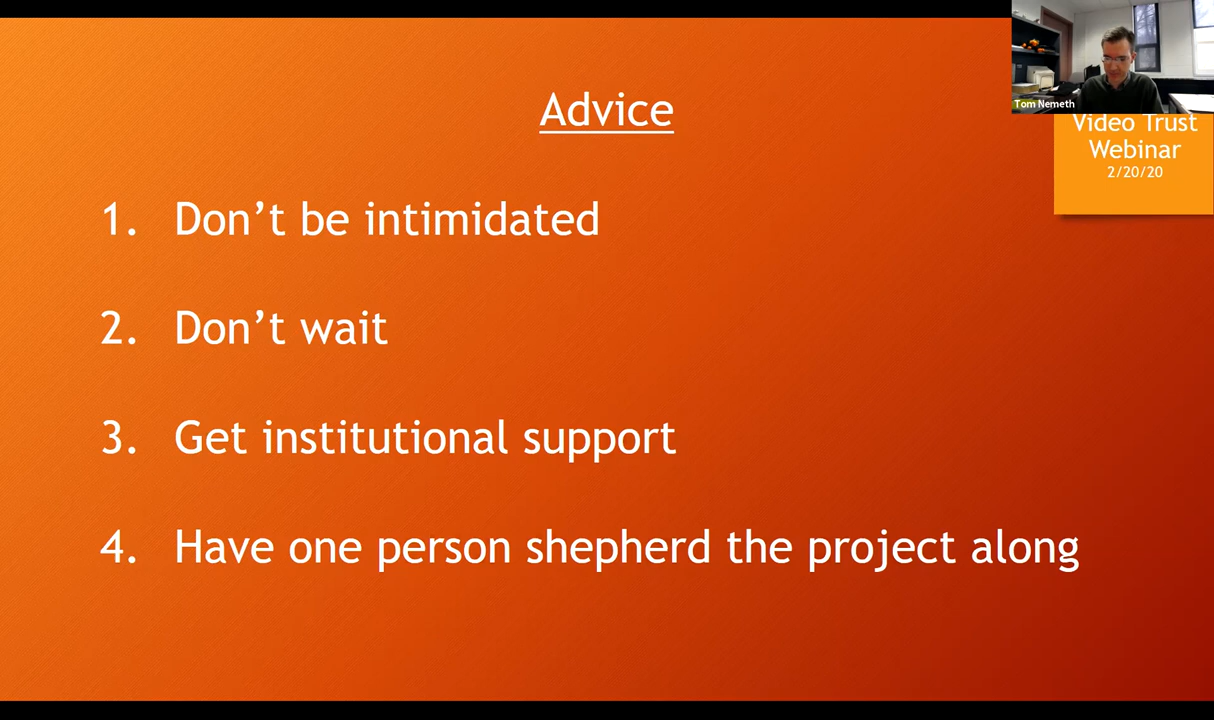 Advice
Tom Nemeth
Video Trust
Webinar
2/20/20
1. Don’t be intimidated
2. Don’t wait
3. Get institutional support
4. Have one person shepherd the project along